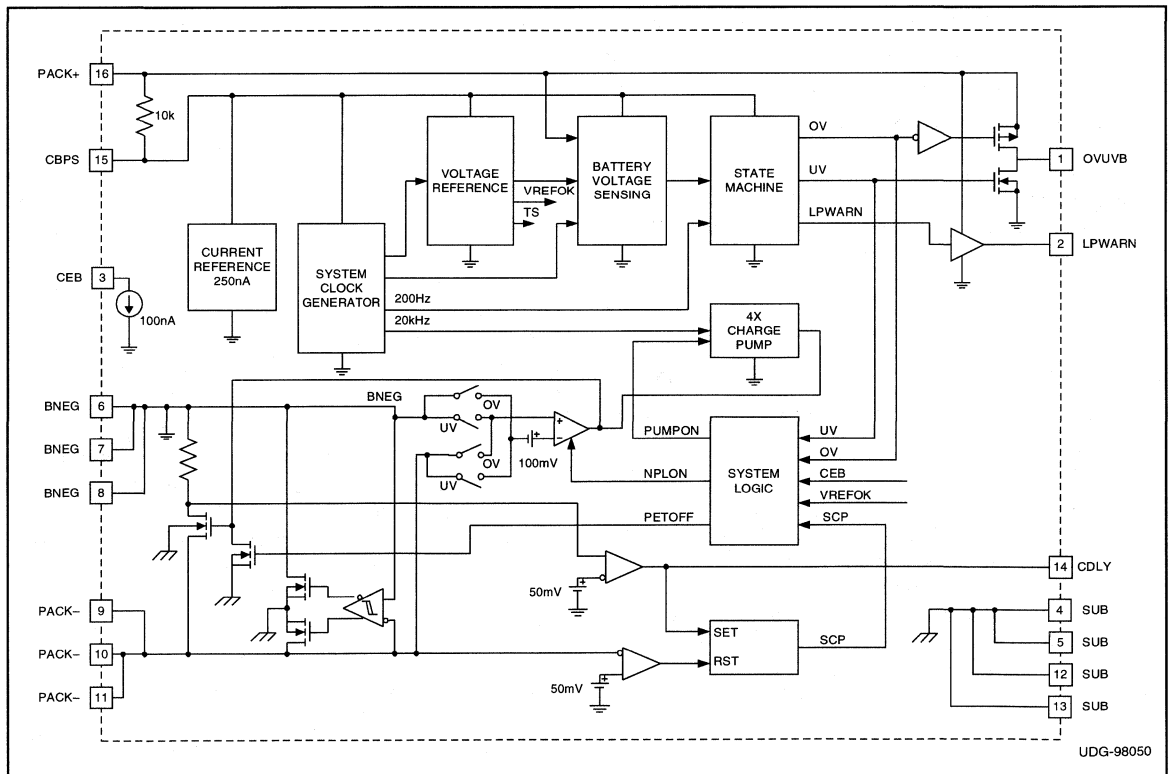 PACK+ 16
10k
CBPS 15
CURRENT
REFERENCE
250nA
CEB 3
100nA
SYSTEM
CLOCK
GENERATOR
VOLTAGE
REFERENCE
VREFOK
TS
BATTERY
VOLTAGE
SENSING
STATE
MACHINE
OV
UV
LPWARN
1 OVUVB
2 LPWARN
200Hz
20kHz
4X
CHARGE
PUMP
BNEG 6
BNEG 7
BNEG 8
BNEG
OV
UV
OV
UV
100mV
PUMPON
NPLON
PETOFF
SYSTEM
LOGIC
UV
OV
CEB
VREFOK
SCP
50mV
14 CDLY
PACK– 9
PACK– 10
PACK– 11
50mV
SET
RST
SCP
4 SUB
5 SUB
12 SUB
13 SUB
UDG-98050